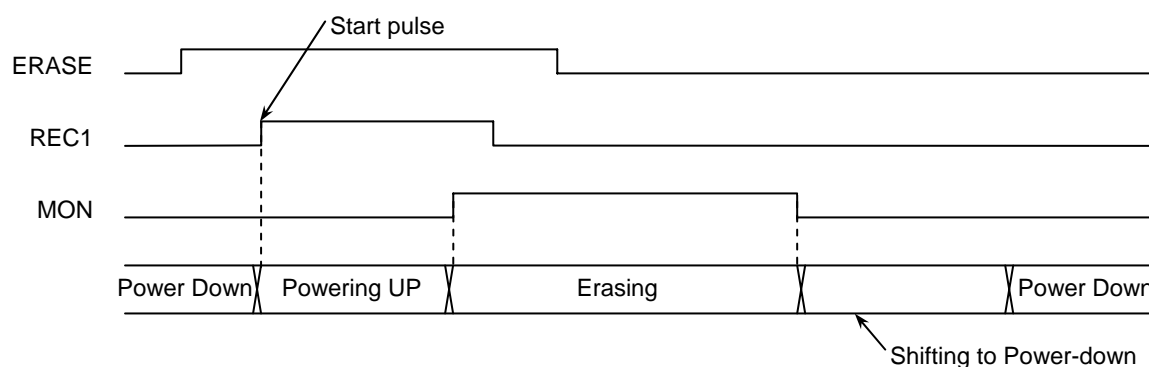 Start pulse
ERASE
REC1
MON
Power Down Powering UP Erasing Power Down
Shifting to Power-down